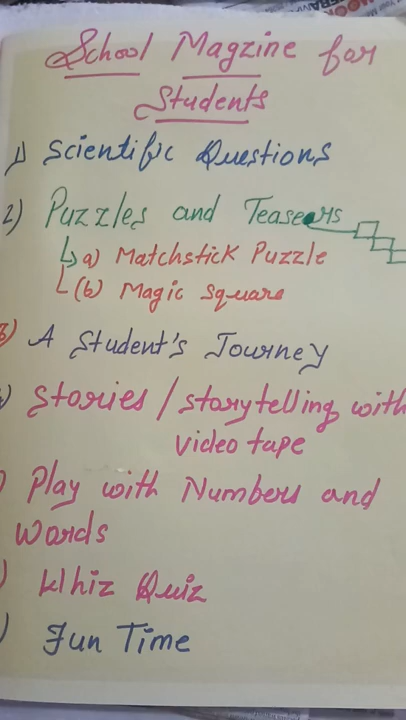 School Magzine for
Students
1) Scientific Questions
2) Puzzles and Teasers
a) Matchstick Puzzle
(b) Magic Square
3) A Student's Journey
) Stories / storytelling with
video tape
) Play with Numbers and
Words
) Whiz Quiz
) Fun Time